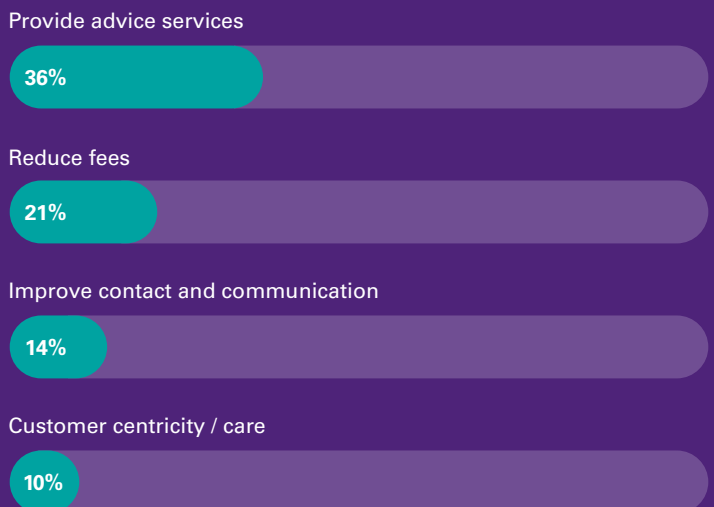 Provide advice services
36%
Reduce fees
21%
Improve contact and communication
14%
Customer centricity / care
10%